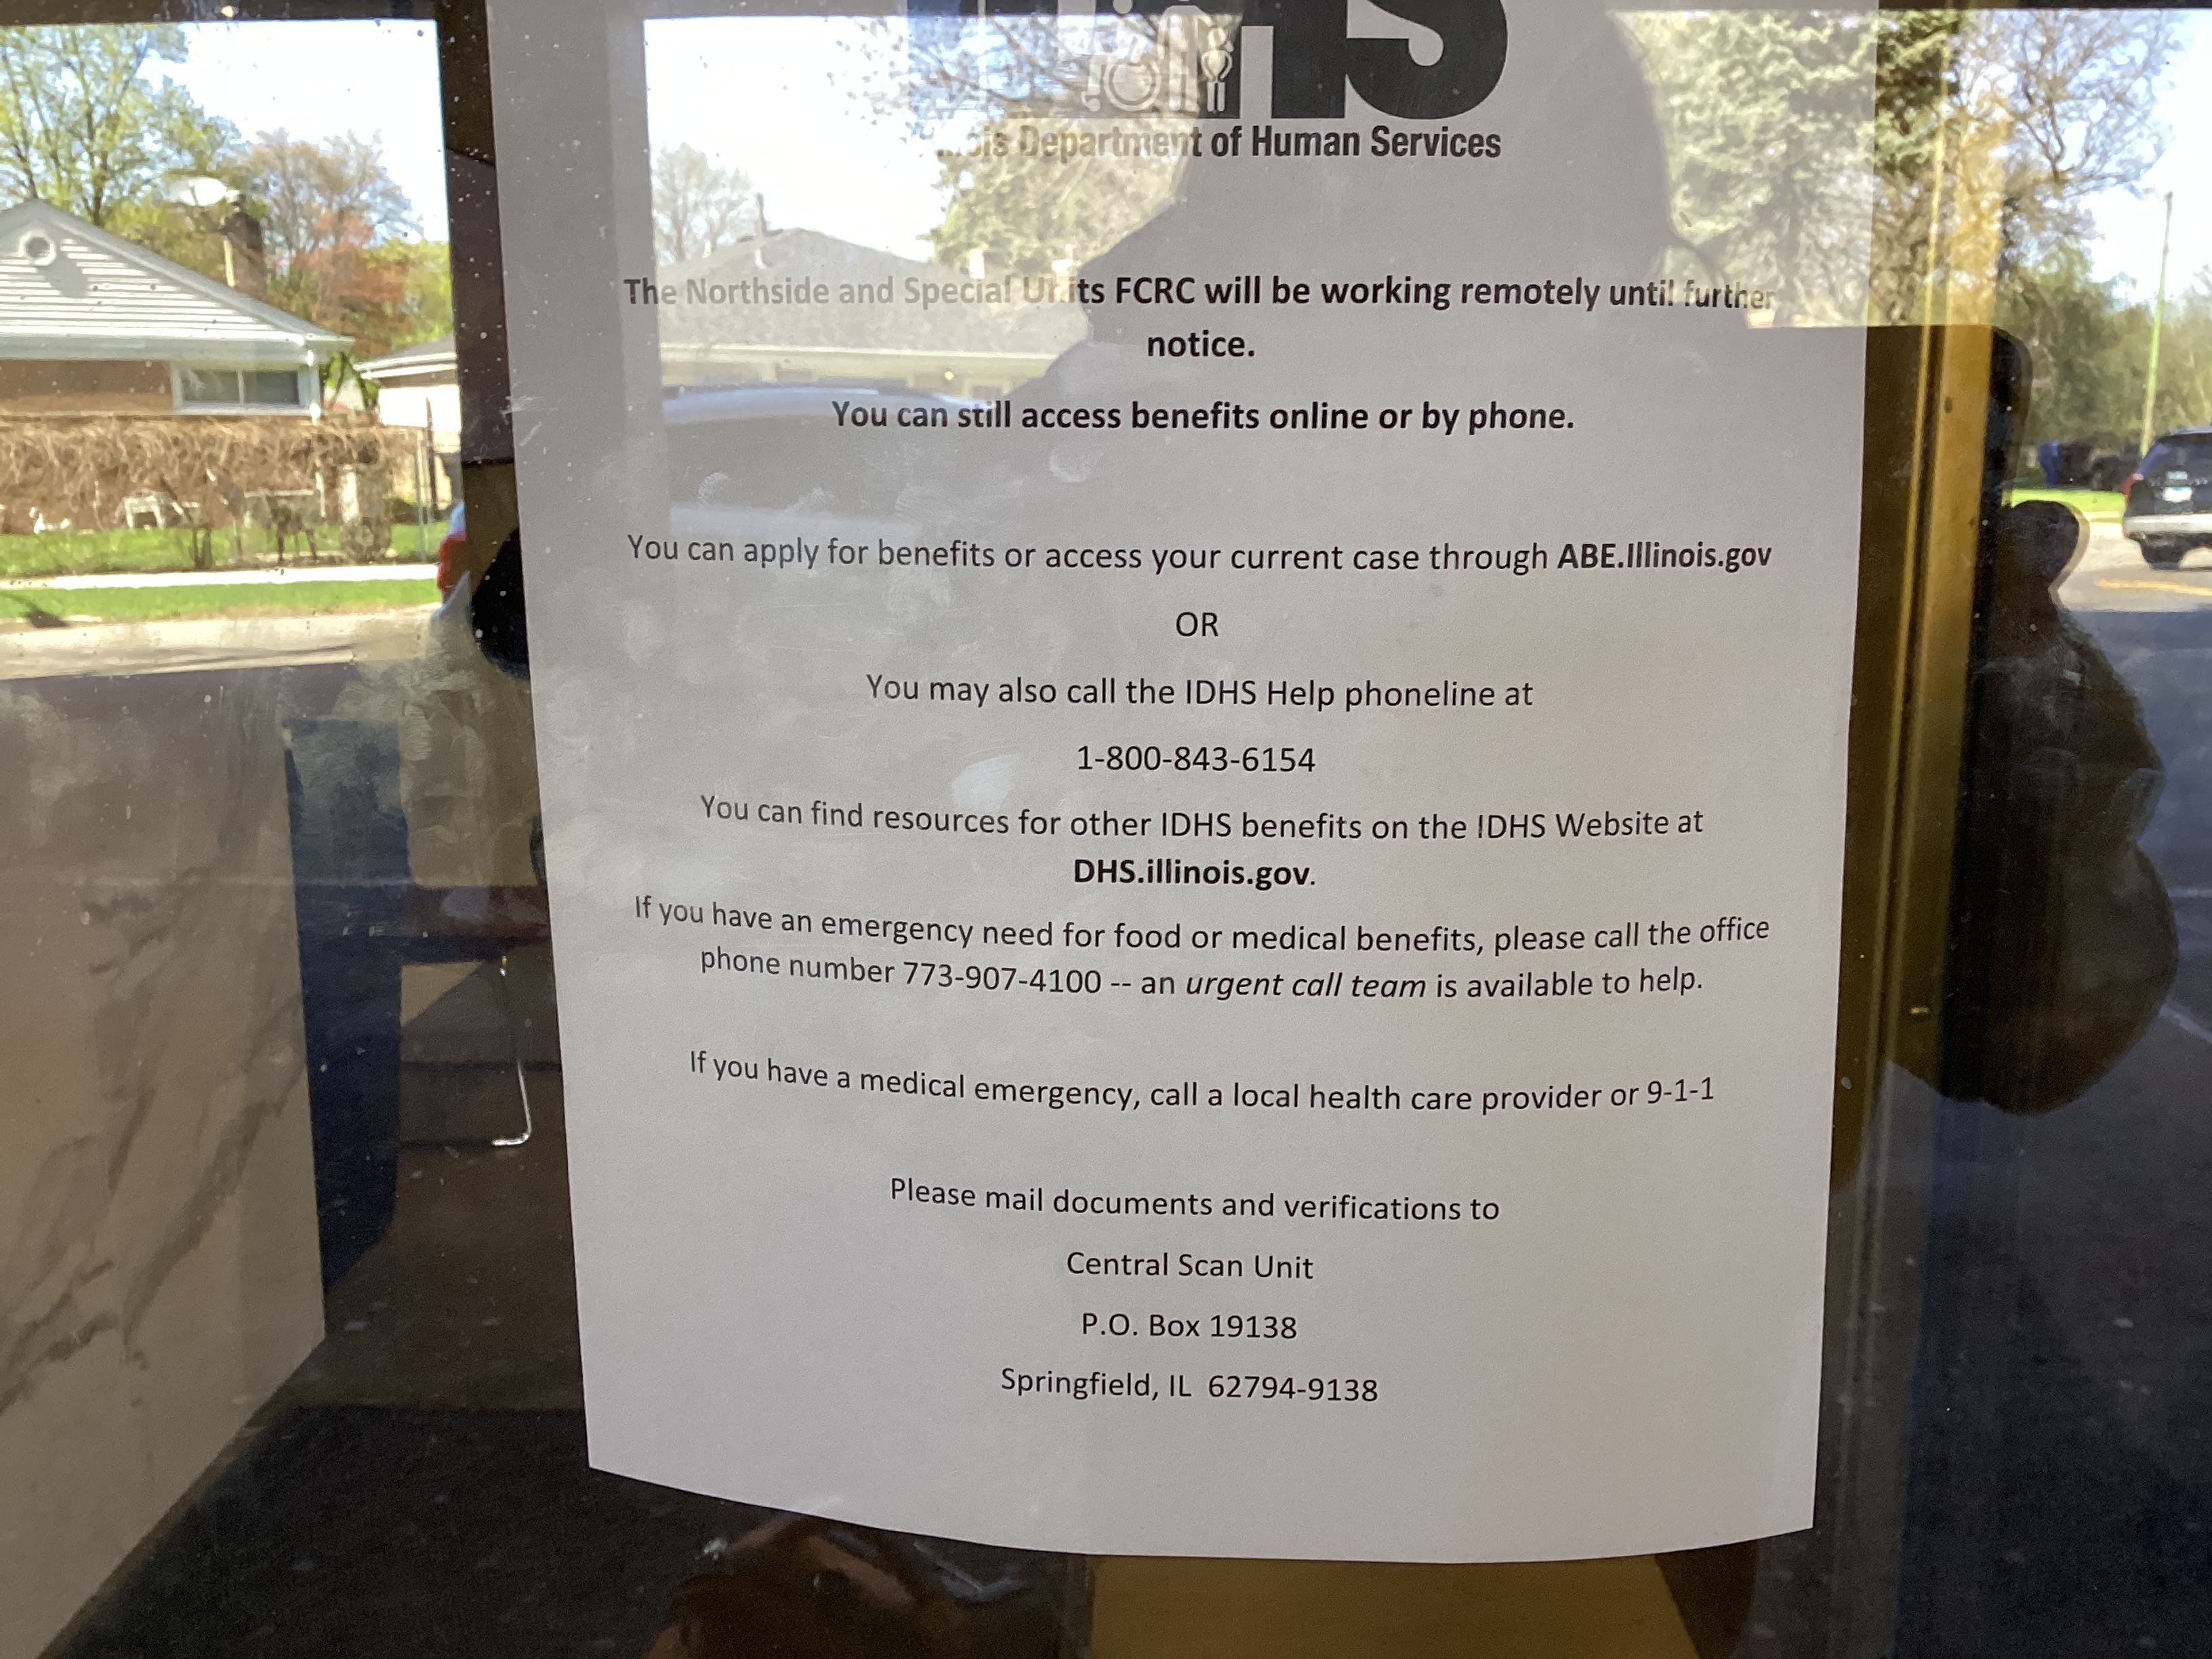 HS
Department of Human Services
The Northside and Special Units FCRC will be working remotely until further
notice.
You can still access benefits online or by phone.
You can apply for benefits or access your current case through ABE.Illinois.gov
OR
You may also call the IDHS Help phoneline at
1-800-843-6154
You can find resources for other IDHS benefits on the IDHS Website at
DHS.illinois.gov.
If you have an emergency need for food or medical benefits, please call the office
phone number 773-907-4100 -- an urgent call team is available to help.
If you have a medical emergency, call a local health care provider or 9-1-1
Please mail documents and verifications to
Central Scan Unit
P.O. Box 19138
Springfield, IL  62794-9138